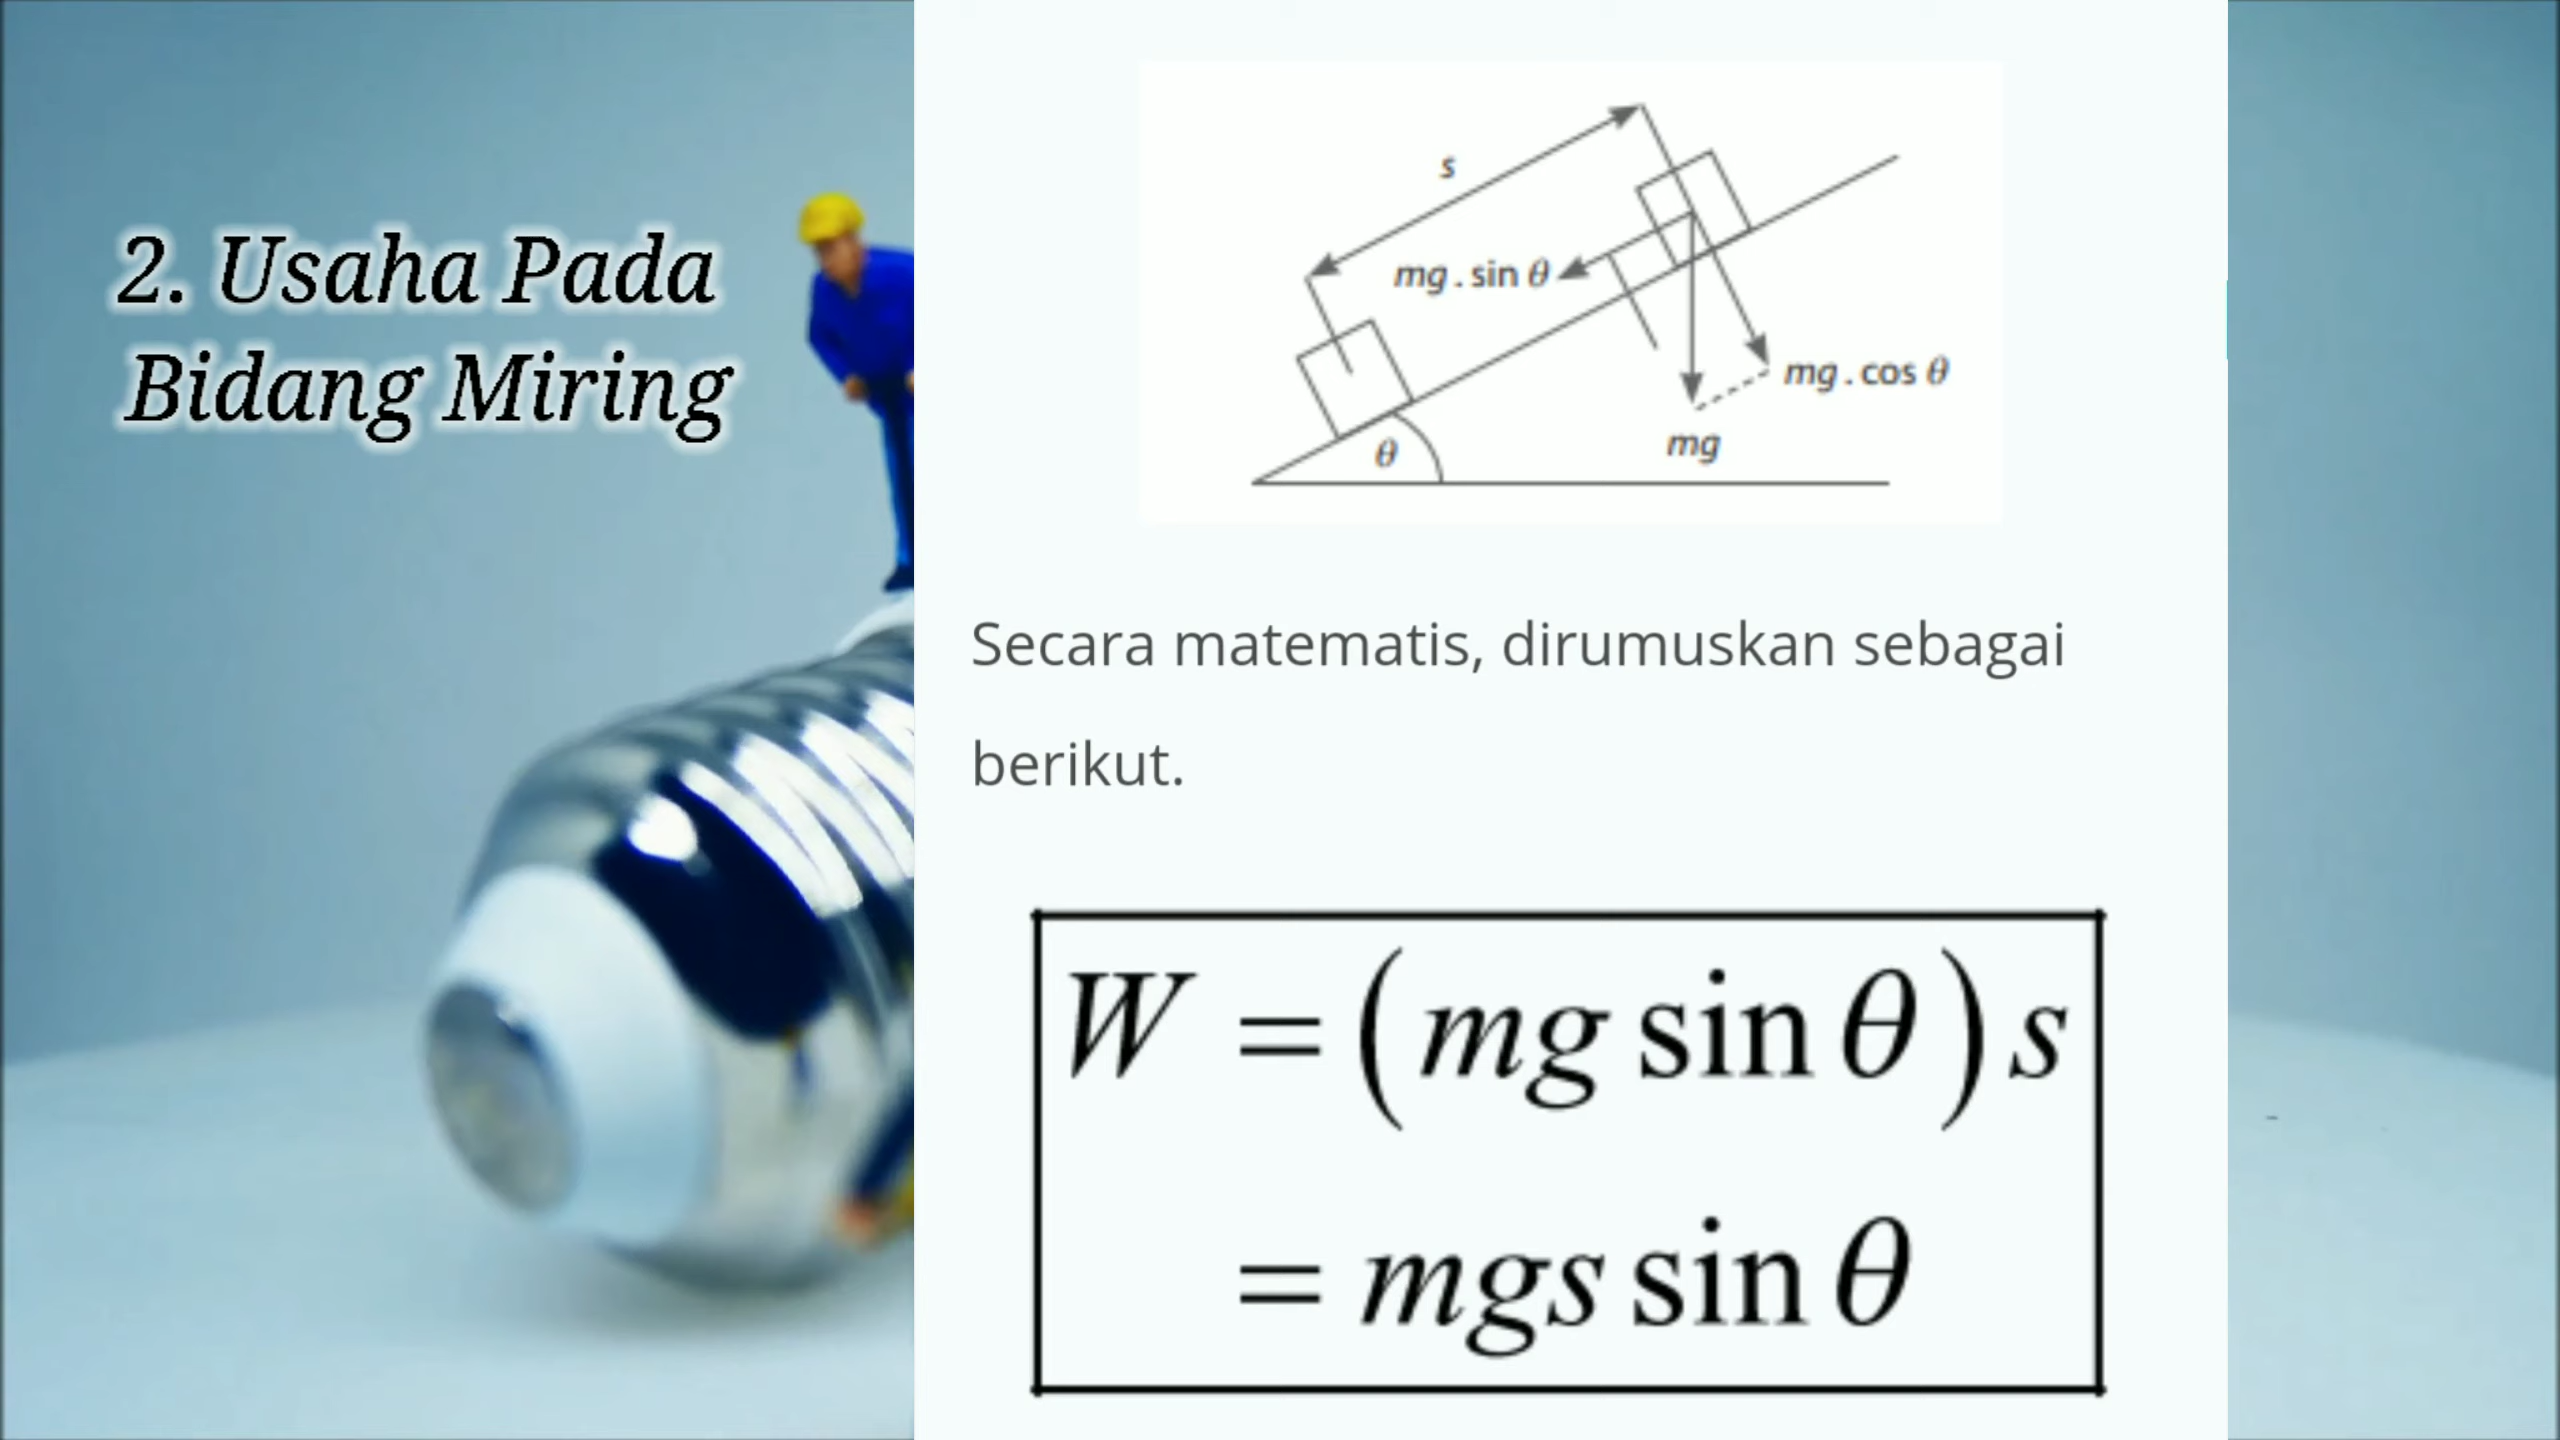 2. Usaha Pada
Bidang Miring
s
mg . sin θ
mg . cos θ
mg
θ
Secara matematis, dirumuskan sebagai
berikut.
W = (mg sin θ) s
= mgs sin θ